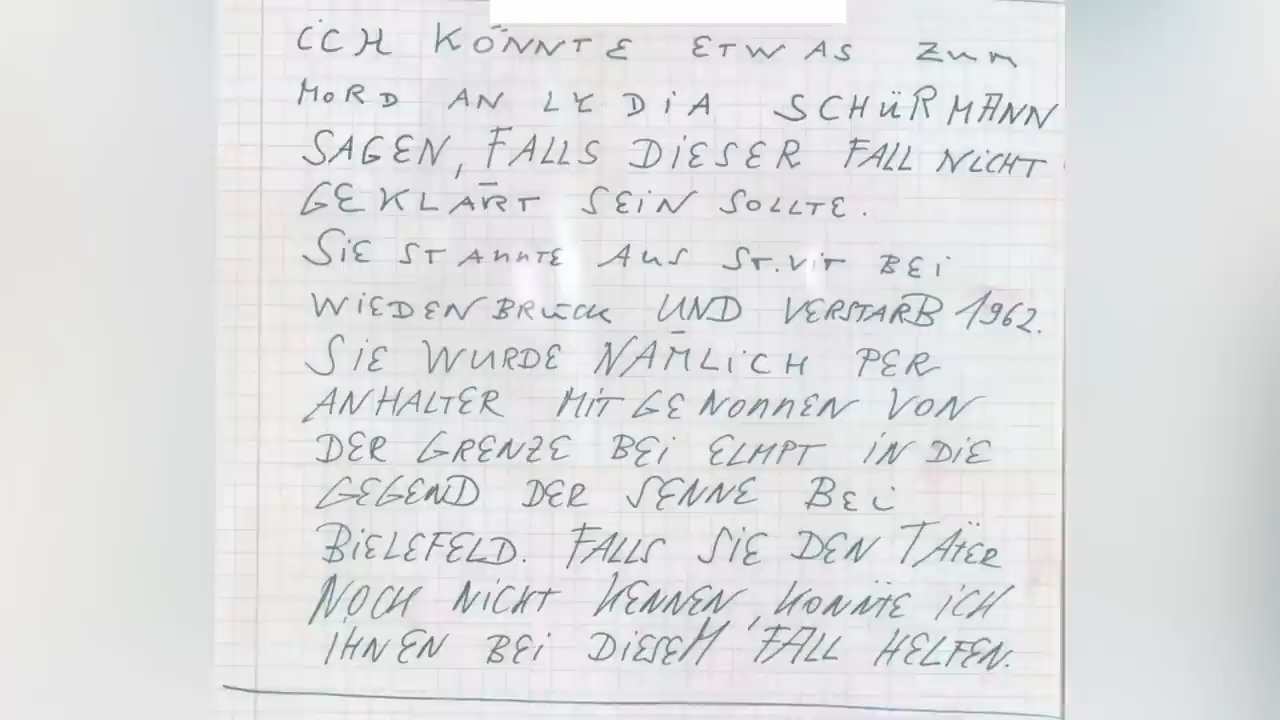 ICH KÖNNTE ETWAS ZUM
MORD AN LYDIA SCHÜRMANN
SAGEN, FALLS DIESER FALL NICHT
GEKLÄRT SEIN SOLLTE.
SIE STAMMTE AUS ST. VIT BEI
WIEDENBRÜCK UND VERSTARB 1962.
SIE WURDE NÄMLICH PER
ANHALTER MITGENOMMEN VON
DER GRENZE BEI ELMPT IN DIE
GEGEND DER SENNE BEI
BIELEFELD. FALLS SIE DEN TÄTER
NOCH NICHT KENNEN, KÖNNTE ICH
IHNEN BEI DIESEM FALL HELFEN.